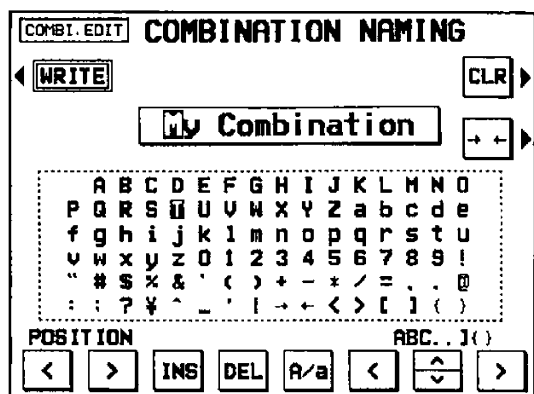 COMBI.EDIT COMBINATION NAMING
WRITE CLR
My Combination
→ ←
A B C D E F G H I J K L M N O
P Q R S T U V W X Y Z a b c d e
f g h i j k l m n o p q r s t u
v w x y z 0 1 2 3 4 5 6 7 8 9 !
" # $ % & ' ( ) + - * / = , . @
: ; ? ¥ ^ _ ' | → ← < > [ ] { }
POSITION ABC..]{}
< > INS DEL A/a < >